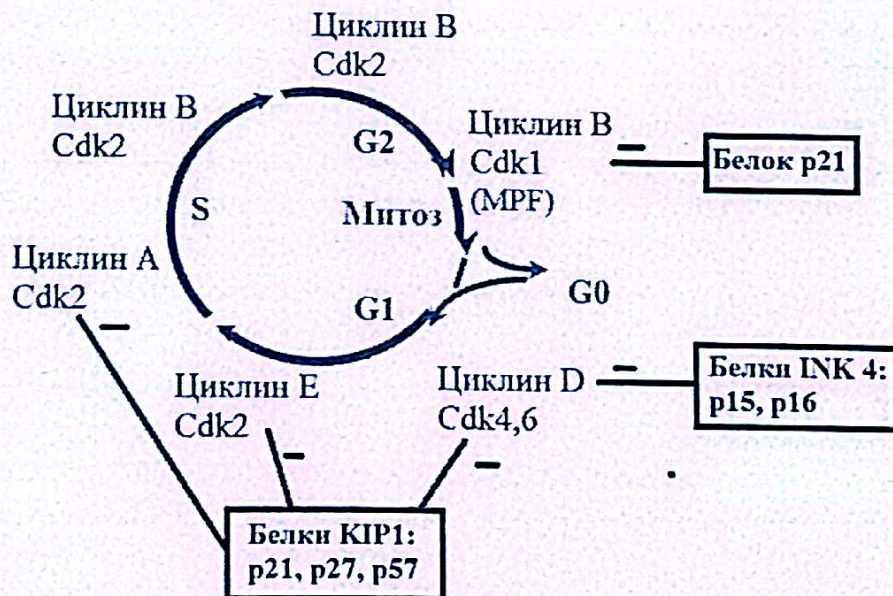 Циклин B
Cdk2
Циклин B
Cdk2
G2
Циклин B
Cdk1
(MPF)
Белок p21
S
Митоз
Циклин A
Cdk2
G1
G0
Циклин E
Cdk2
Циклин D
Cdk4,6
Белки INK 4:
p15, p16
Белки KIP1:
p21, p27, p57